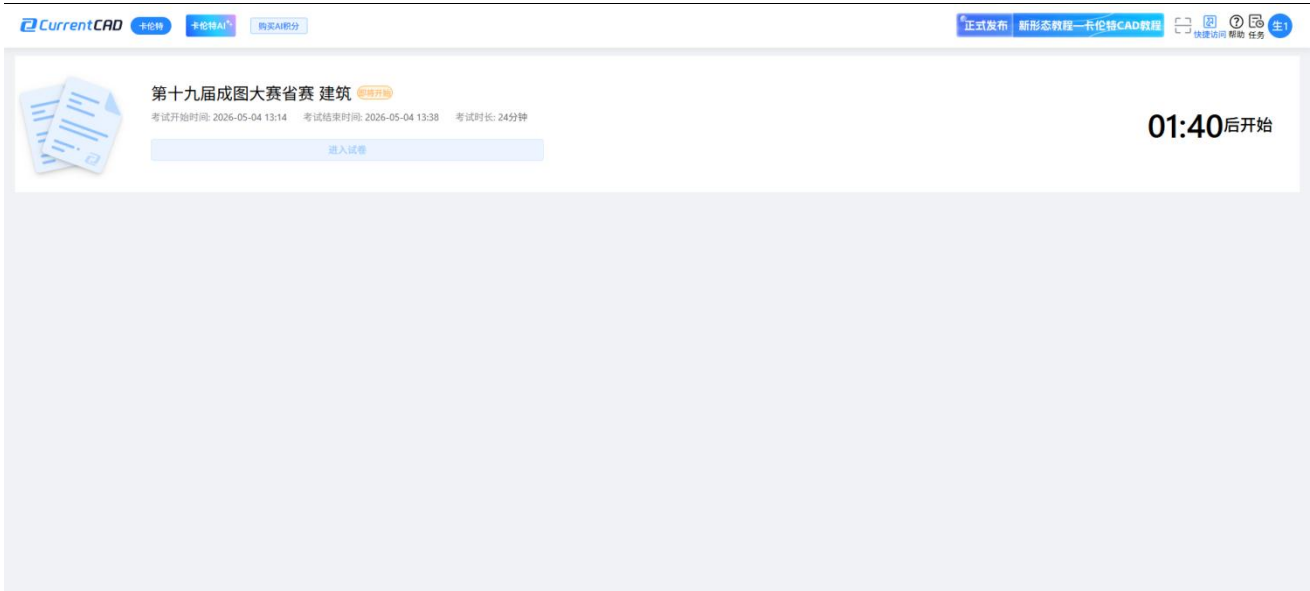 CurrentCAD 卡伦特 卡伦特AI 购买AI积分 正式发布 新形态教程—卡伦特CAD教程 快捷访问 帮助 任务 生1
第十九届成图大赛省赛 建筑 即将开始
考试开始时间: 2026-05-04 13:14 考试结束时间: 2026-05-04 13:38 考试时长: 24分钟
进入试卷
01:40后开始